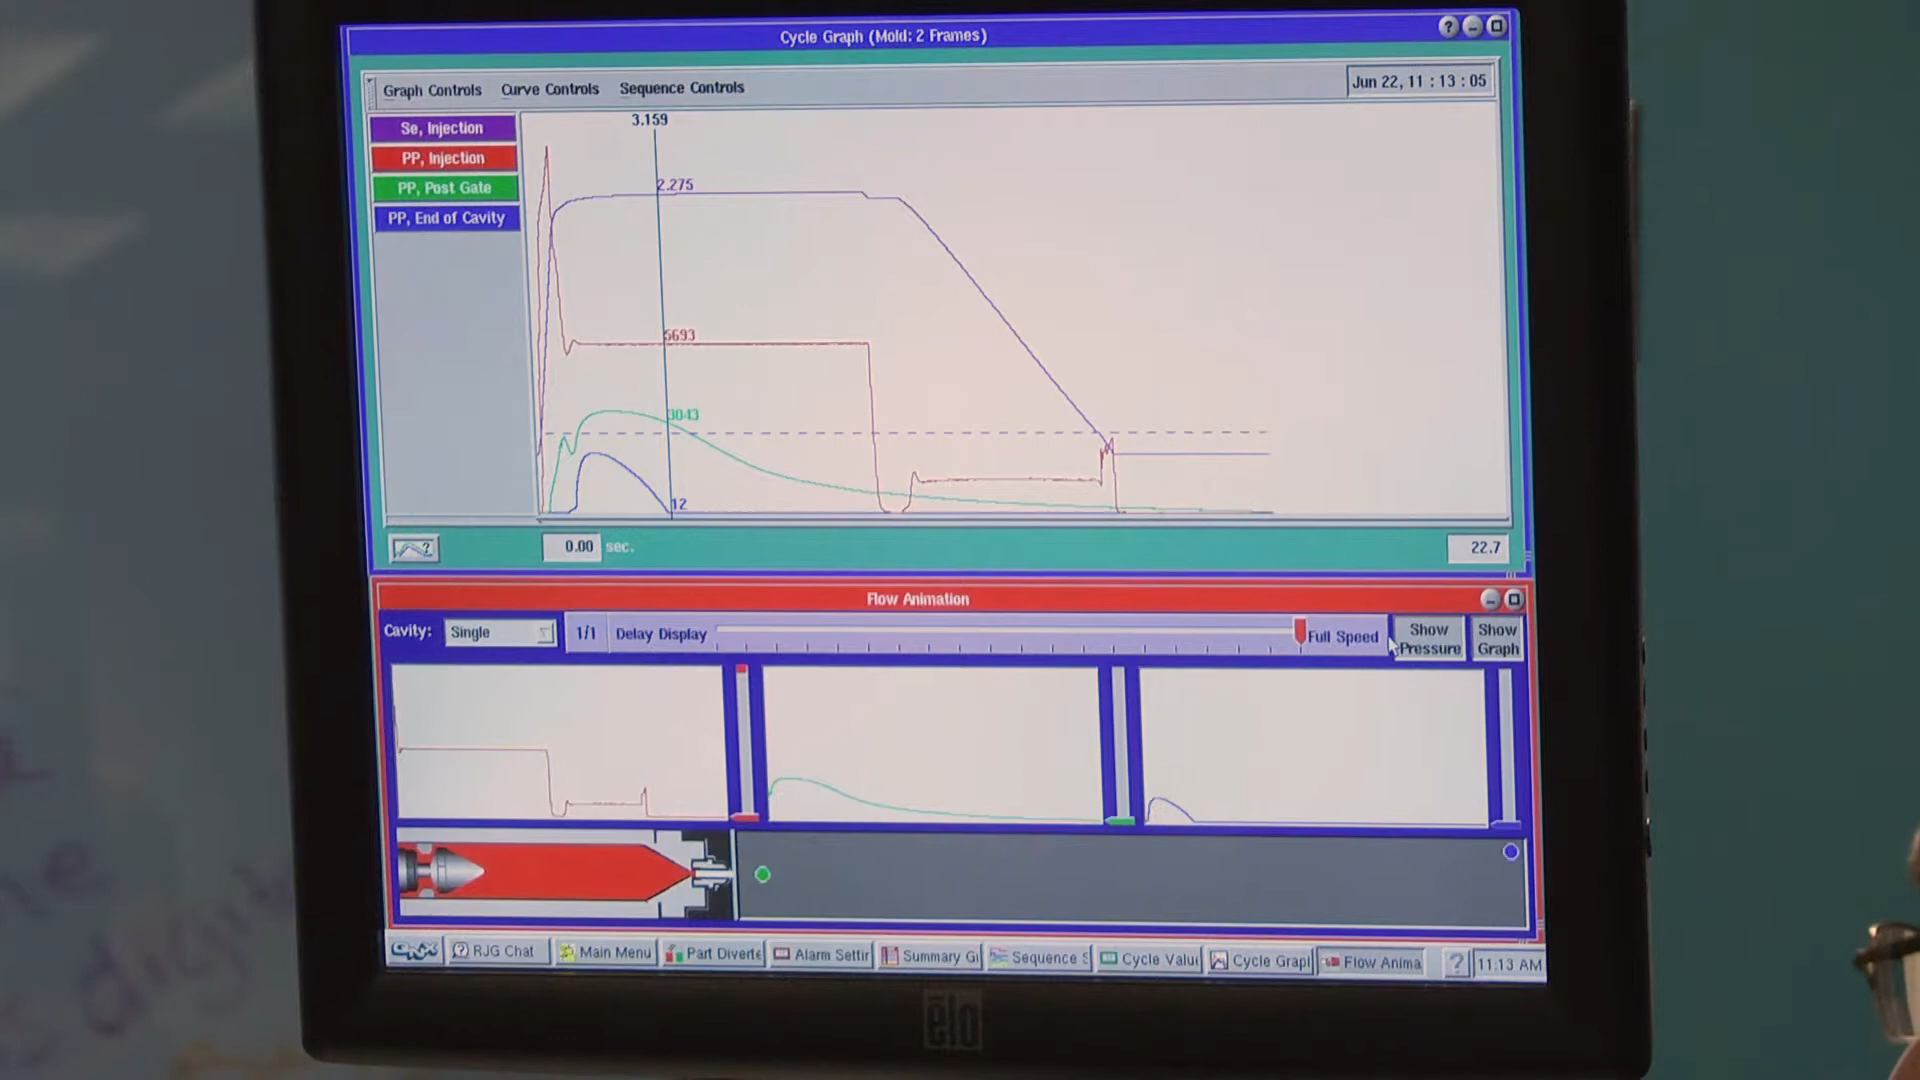 Cycle Graph (Mold: 2 Frames)
?
Graph Controls Curve Controls Sequence Controls
Jun 22, 11 : 13 : 05
Se, Injection
PP, Injection
PP, Post Gate
PP, End of Cavity
3.159
2.275
5693
3043
12
?
0.00 sec.
22.7
Flow Animation
Cavity: Single 1/1 Delay Display Full Speed
Show Pressure
Show Graph
RJG Chat Main Menu Part Diverte Alarm Settin Summary Gr Sequence S Cycle Valu Cycle Graph Flow Anima ? 11:13 AM
elo